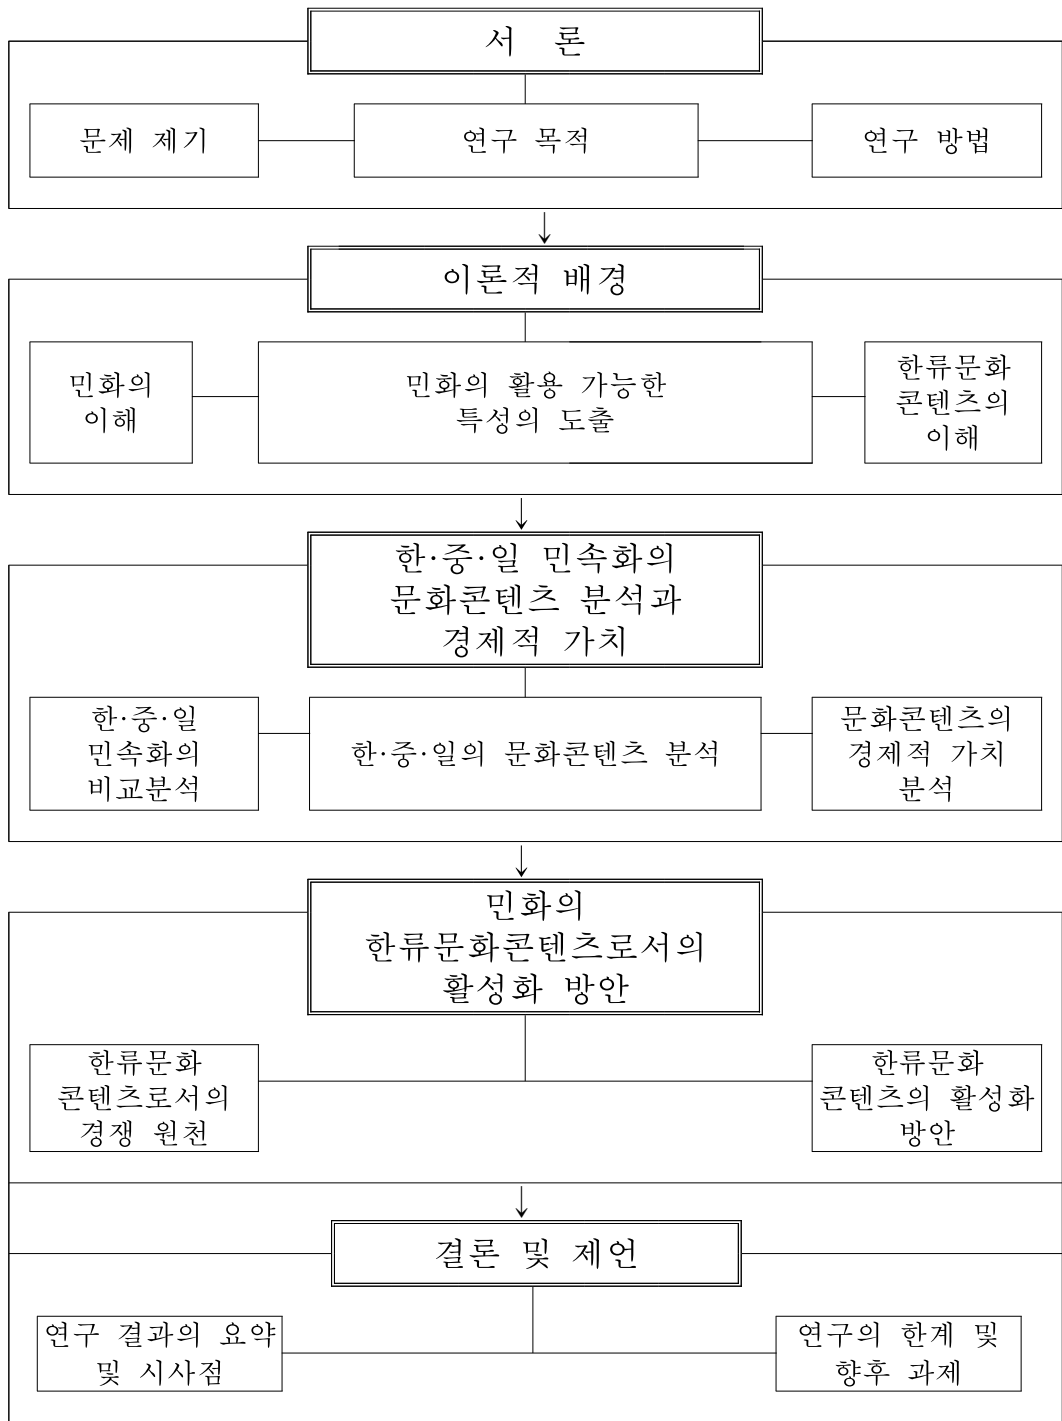 서 론
문제 제기
연구 목적
연구 방법
이론적 배경
민화의
이해
민화의 활용 가능한
특성의 도출
한류문화
콘텐츠의
이해
한·중·일 민속화의
문화콘텐츠 분석과
경제적 가치
한·중·일
민속화의
비교분석
한·중·일의 문화콘텐츠 분석
문화콘텐츠의
경제적 가치
분석
민화의
한류문화콘텐츠로서의
활성화 방안
한류문화
콘텐츠로서의
경쟁 원천
한류문화
콘텐츠의 활성화
방안
결론 및 제언
연구 결과의 요약
및 시사점
연구의 한계 및
향후 과제